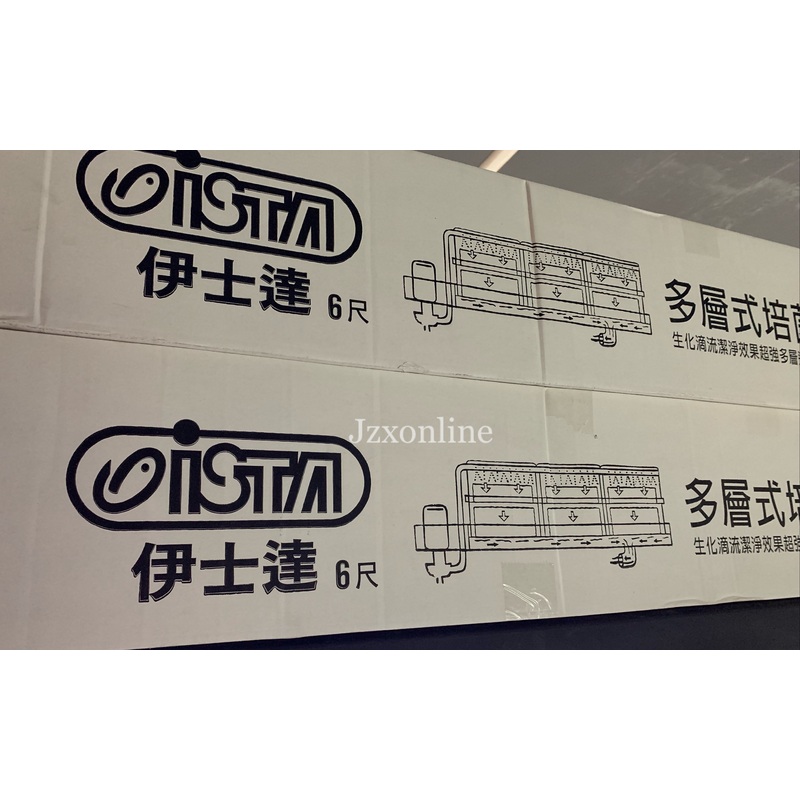 iSTA
伊士達 6尺
多層式培菌
生化滴流潔淨效果超強多層
Jzxonline
iSTA
伊士達 6尺
多層式培
生化滴流潔淨效果超強